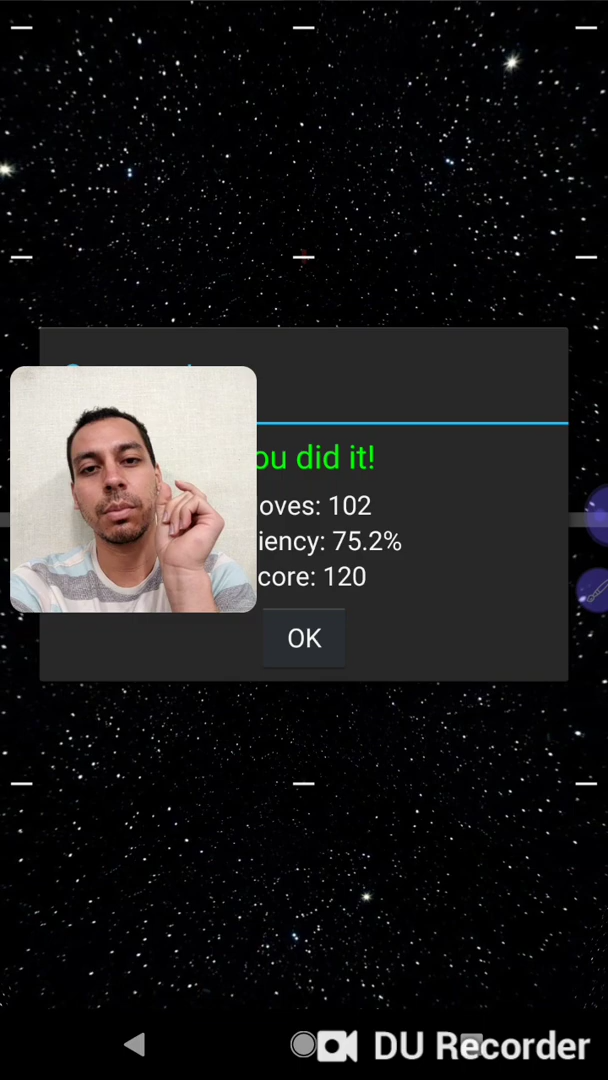 ou did it!
oves: 102
iency: 75.2%
core: 120
OK
DU Recorder